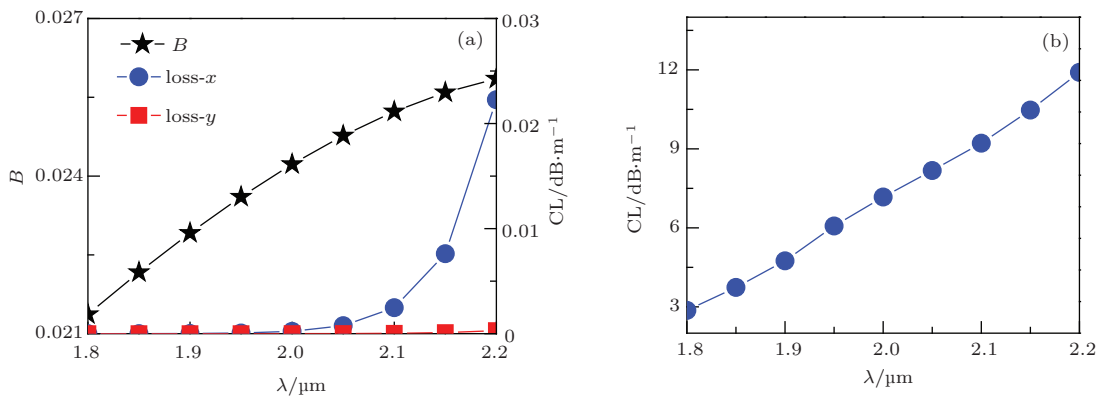 0.027
0.024
0.021
B
(a)
B
loss-x
loss-y
0.03
0.02
0.01
0
CL/dB·m⁻¹
1.8 1.9 2.0 2.1 2.2
λ/µm
(b)
12
9
6
3
CL/dB·m⁻¹
1.8 1.9 2.0 2.1 2.2
λ/µm